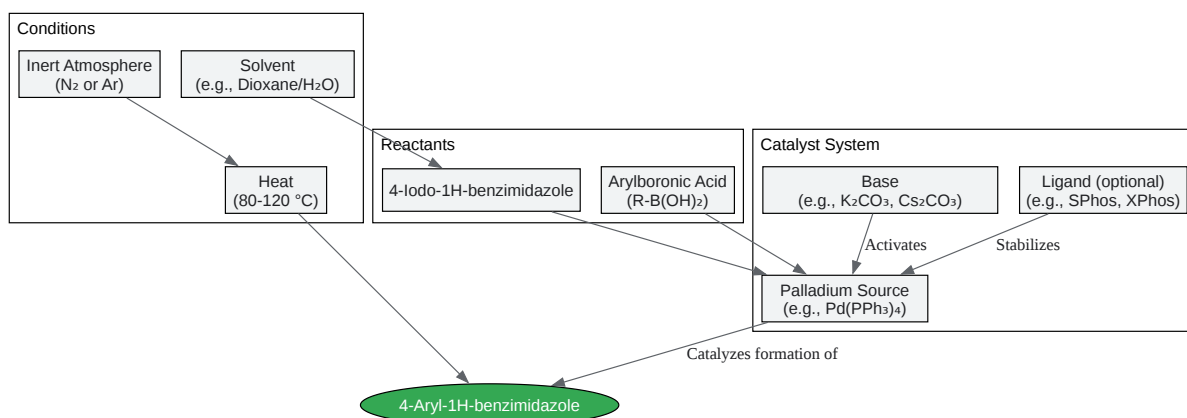 Conditions
Inert Atmosphere
(N₂ or Ar)
Solvent
(e.g., Dioxane/H₂O)
Heat
(80-120 °C)
Reactants
4-Iodo-1H-benzimidazole
Arylboronic Acid
(R-B(OH)₂)
Catalyst System
Base
(e.g., K₂CO₃, Cs₂CO₃)
Ligand (optional)
(e.g., SPhos, XPhos)
Activates
Stabilizes
Palladium Source
(e.g., Pd(PPh₃)₄)
Catalyzes formation of
4-Aryl-1H-benzimidazole